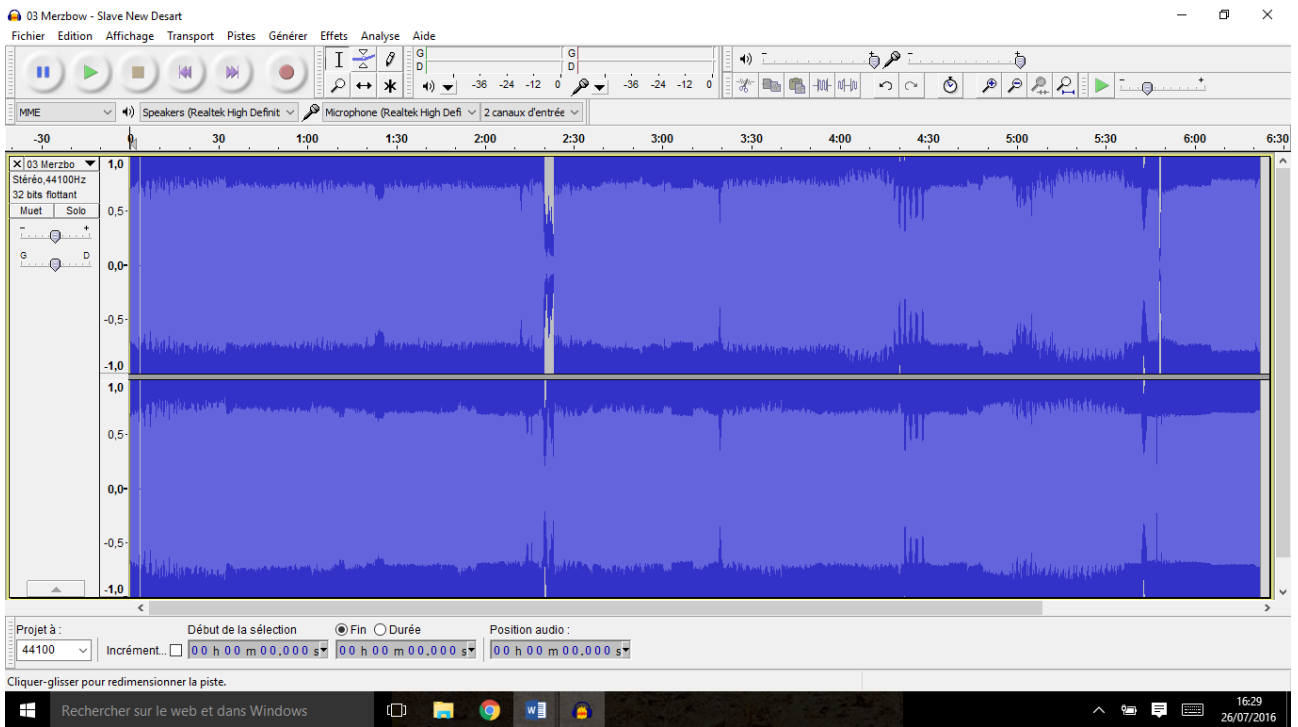 03 Merzbow - Slave New Desart
Fichier Edition Affichage Transport Pistes Générer Effets Analyse Aide
G G
D D
-36 -24 -12 0 -36 -24 -12 0
MME Speakers (Realtek High Definit Microphone (Realtek High Defi 2 canaux d'entrée
-30 0 30 1:00 1:30 2:00 2:30 3:00 3:30 4:00 4:30 5:00 5:30 6:00 6:30
03 Merzbo
Stéréo,44100Hz
32 bits flottant
Muet Solo
- +
G D
1,0
0,5-
0,0-
-0,5-
-1,0
1,0
0,5-
0,0-
-0,5-
-1,0
Projet à : Début de la sélection Fin Durée Position audio :
44100 Incrément... 00 h 00 m 00,000 s 00 h 00 m 00,000 s 00 h 00 m 00,000 s
Cliquer-glisser pour redimensionner la piste.
Rechercher sur le web et dans Windows
16:29
26/07/2016